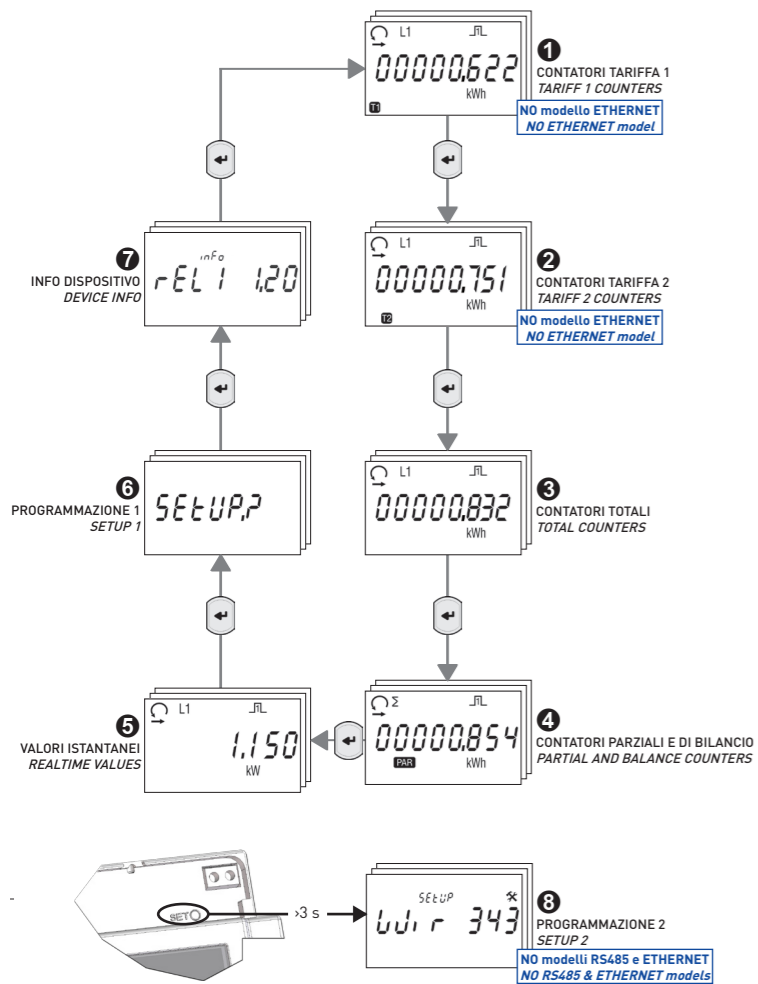 L1
00000.622
kWh
T1
1
CONTATORI TARIFFA 1
TARIFF 1 COUNTERS
NO modello ETHERNET
NO ETHERNET model
L1
00000.751
kWh
T2
2
CONTATORI TARIFFA 2
TARIFF 2 COUNTERS
NO modello ETHERNET
NO ETHERNET model
L1
00000.832
kWh
3
CONTATORI TOTALI
TOTAL COUNTERS
Σ
00000.854
PAR kWh
4
CONTATORI PARZIALI E DI BILANCIO
PARTIAL AND BALANCE COUNTERS
5
VALORI ISTANTANEI
REALTIME VALUES
L1
1.150
kW
6
PROGRAMMAZIONE 1
SETUP 1
SEtUP.?
7
INFO DISPOSITIVO
DEVICE INFO
info
rEL1 1.20
SET
>3 s
SEtUP
Wir 343
8
PROGRAMMAZIONE 2
SETUP 2
NO modelli RS485 e ETHERNET
NO RS485 & ETHERNET models